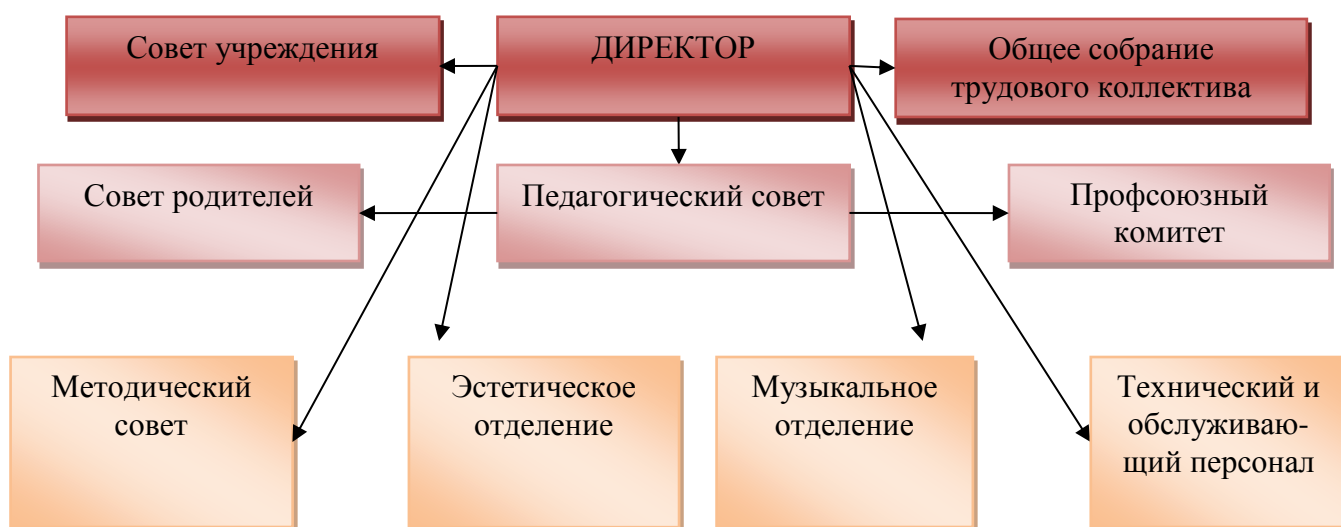 Совет учреждения
ДИРЕКТОР
Общее собрание
трудового коллектива
Совет родителей
Педагогический совет
Профсоюзный
комитет
Методический
совет
Эстетическое
отделение
Музыкальное
отделение
Технический и
обслуживаю-
щий персонал